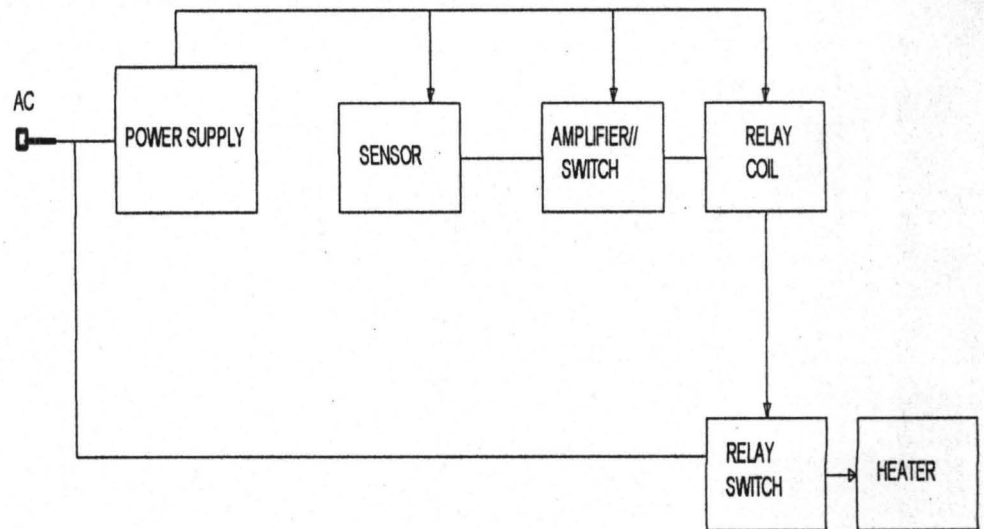 AC
POWER SUPPLY
SENSOR
AMPLIFIER//
SWITCH
RELAY
COIL
RELAY
SWITCH
HEATER